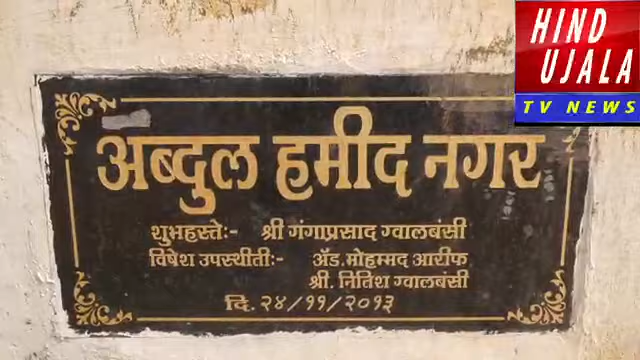 HIND
UJALA
TV NEWS
अब्दुल हमीद नगर
शुभहस्ते:- श्री गंगाप्रसाद ग्वालबंसी
विषेश उपस्थीती:- ॲड.मोहम्मद आरीफ
श्री. नितिश ग्वालबंसी
दि. २४/११/२०१३